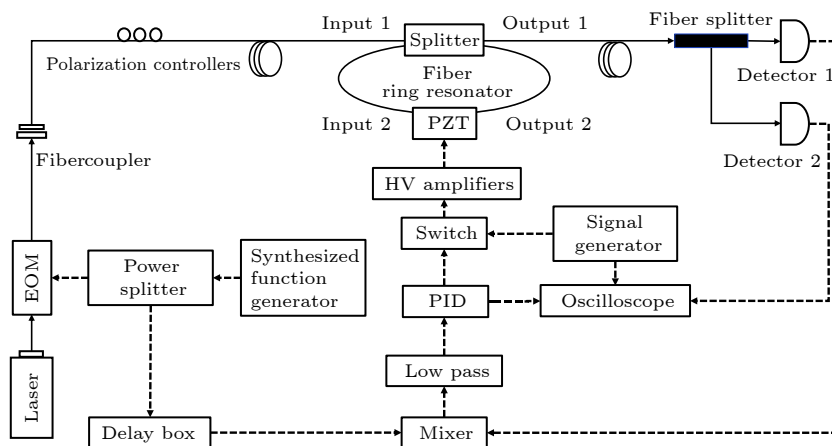 Input 1
Output 1
Fiber splitter
Splitter
Polarization controllers
Fiber
ring resonator
Detector 1
Input 2
PZT
Output 2
Detector 2
Fibercoupler
HV amplifiers
Switch
Signal
generator
EOM
Power
splitter
Synthesized
function
generator
PID
Oscilloscope
Laser
Low pass
Delay box
Mixer